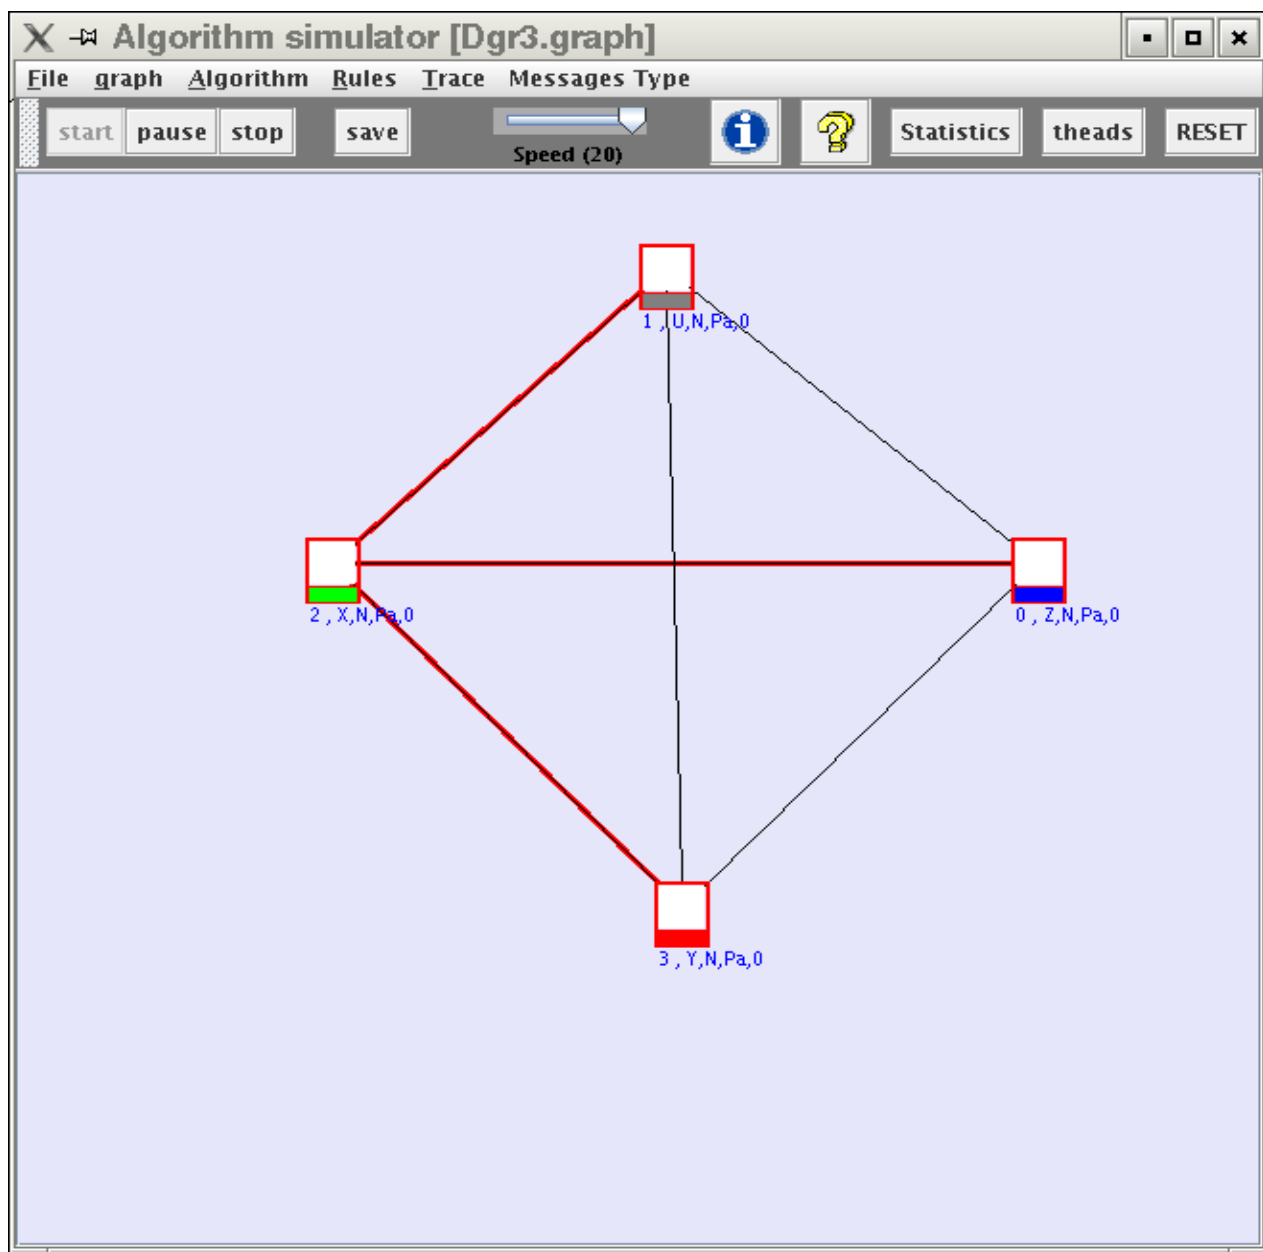 Algorithm simulator [Dgr3.graph]
File graph Algorithm Rules Trace Messages Type
start pause stop save Speed (20) Statistics theads RESET
1 , U,N,Pa,0
2 , X,N,Pa,0
0 , Z,N,Pa,0
3 , Y,N,Pa,0